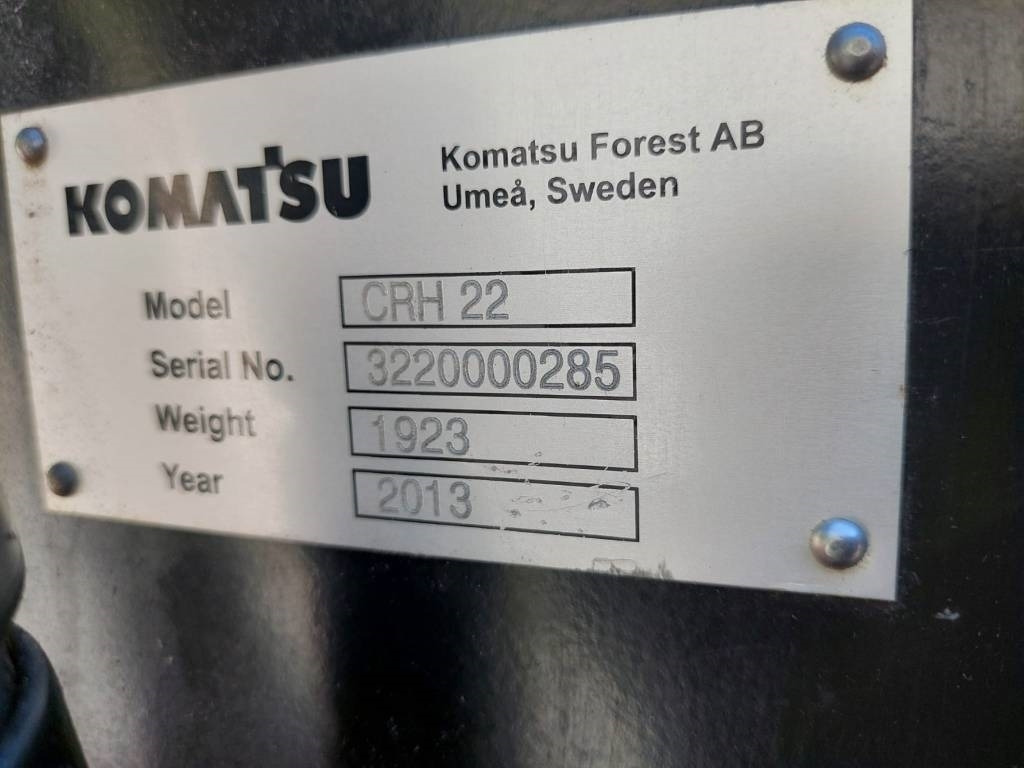 KOMATSU
Komatsu Forest AB
Umeå, Sweden
Model CRH 22
Serial No. 3220000285
Weight 1923
Year 2013